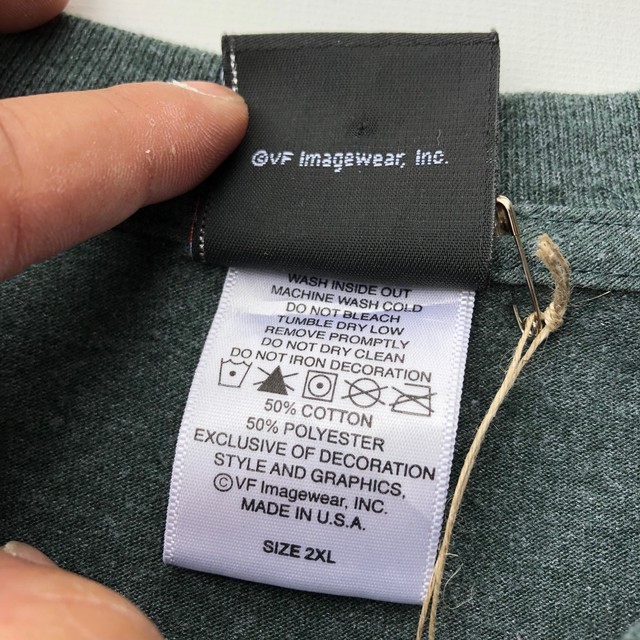 ©VF Imagewear, Inc.
WASH INSIDE OUT
MACHINE WASH COLD
DO NOT BLEACH
TUMBLE DRY LOW
REMOVE PROMPTLY
DO NOT DRY CLEAN
DO NOT IRON DECORATION
50% COTTON
50% POLYESTER
EXCLUSIVE OF DECORATION
STYLE AND GRAPHICS,
©VF Imagewear, INC.
MADE IN U.S.A.
SIZE 2XL